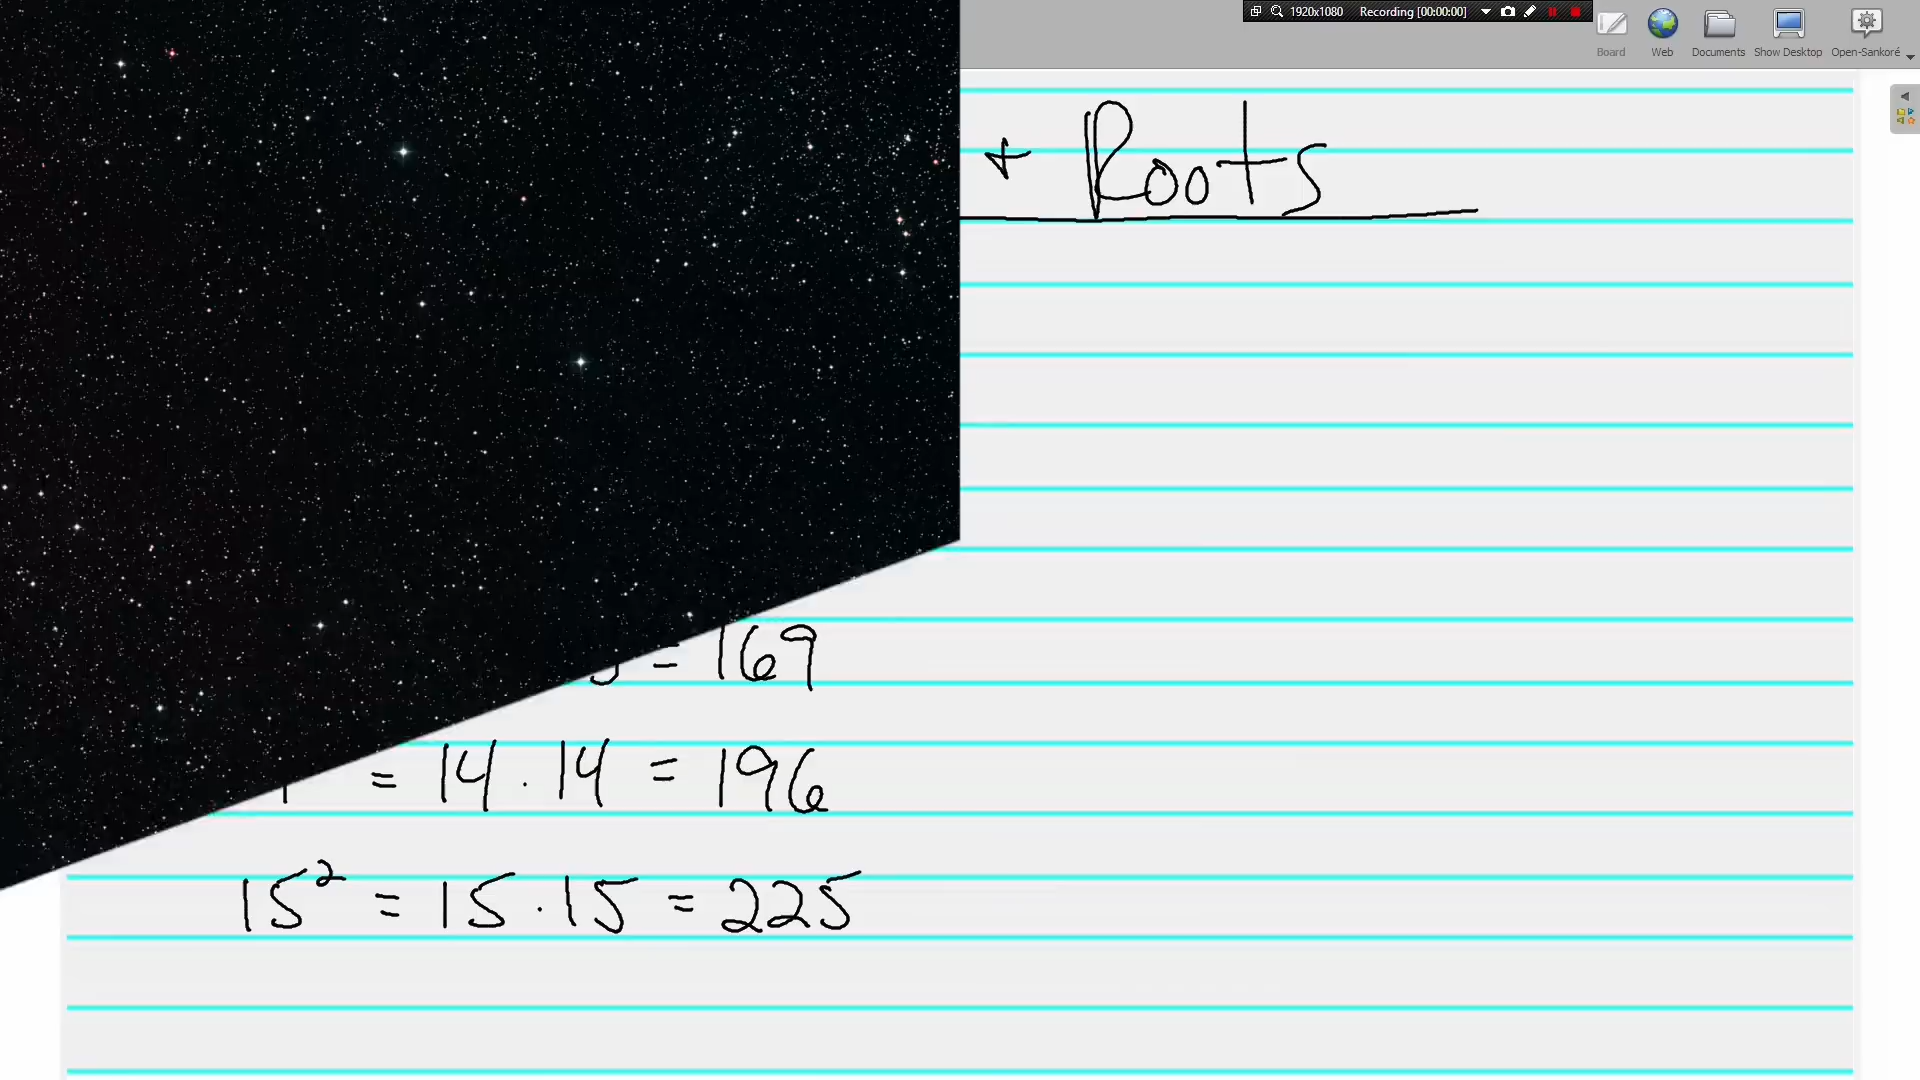 1920x1080 Recording [00:00:00]
Board Web Documents Show Desktop Open-Sankoré
+ Roots
= 169
= 14 . 14 = 196
15² = 15 . 15 = 225